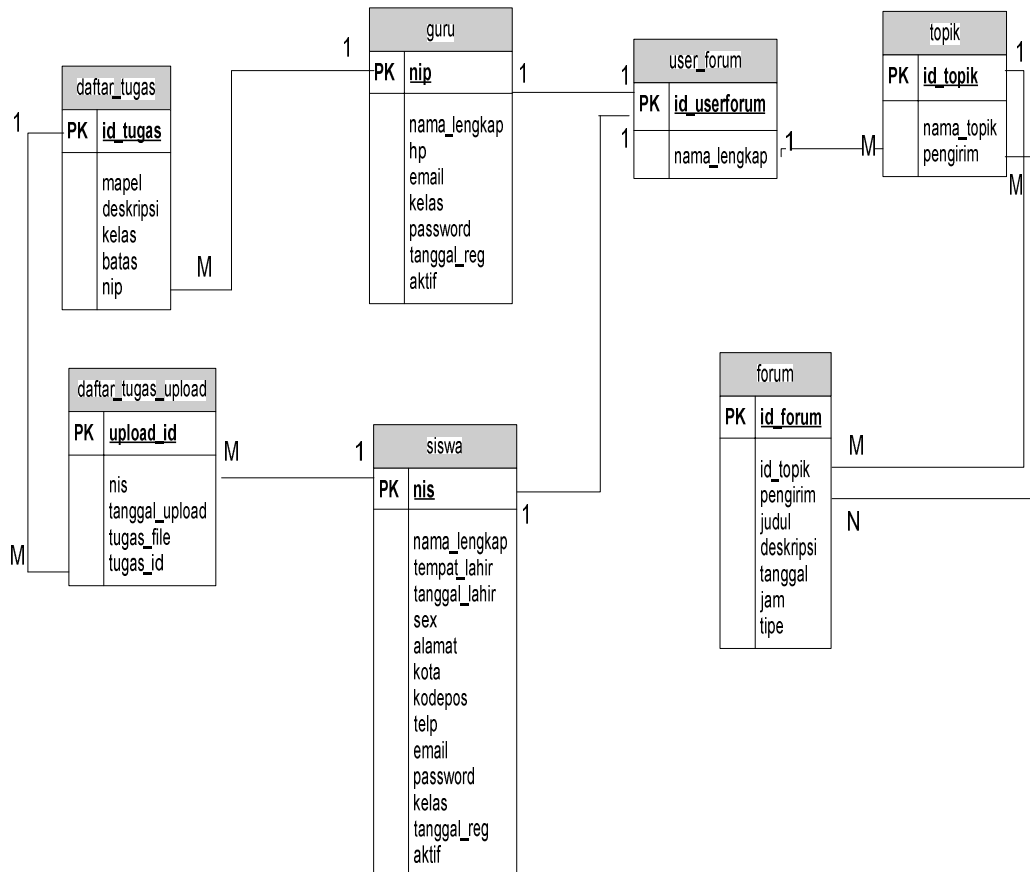 daftar_tugas
PK id_tugas
mapel
deskripsi
kelas
batas
nip
1
M
guru
PK nip
nama_lengkap
hp
email
kelas
password
tanggal_reg
aktif
1
1
user_forum
PK id_userforum
nama_lengkap
1
1
1
M
topik
PK id_topik
nama_topik
pengirim
1
M
daftar_tugas_upload
PK upload_id
nis
tanggal_upload
tugas_file
tugas_id
M
M
siswa
PK nis
nama_lengkap
tempat_lahir
tanggal_lahir
sex
alamat
kota
kodepos
telp
email
password
kelas
tanggal_reg
aktif
1
1
forum
PK id_forum
id_topik
pengirim
judul
deskripsi
tanggal
jam
tipe
M
N